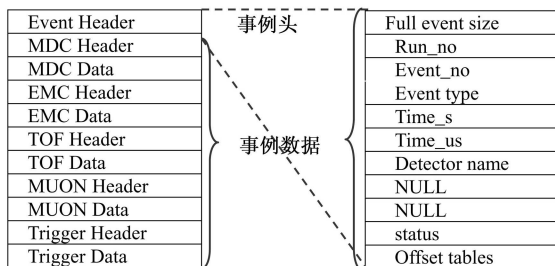 Event Header
MDC Header
MDC Data
EMC Header
EMC Data
TOF Header
TOF Data
MUON Header
MUON Data
Trigger Header
Trigger Data
事例头
事例数据
Full event size
Run_no
Event_no
Event type
Time_s
Time_us
Detector name
NULL
NULL
status
Offset tables